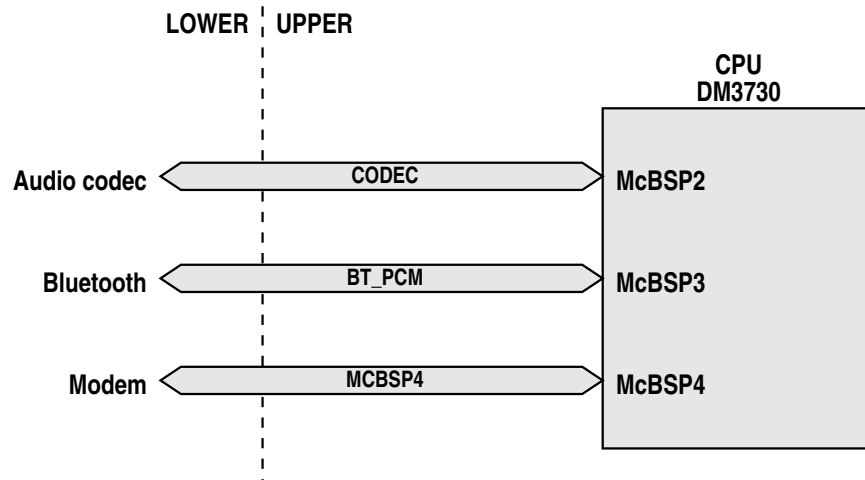 LOWER UPPER
CPU
DM3730
Audio codec CODEC McBSP2
Bluetooth BT_PCM McBSP3
Modem MCBSP4 McBSP4